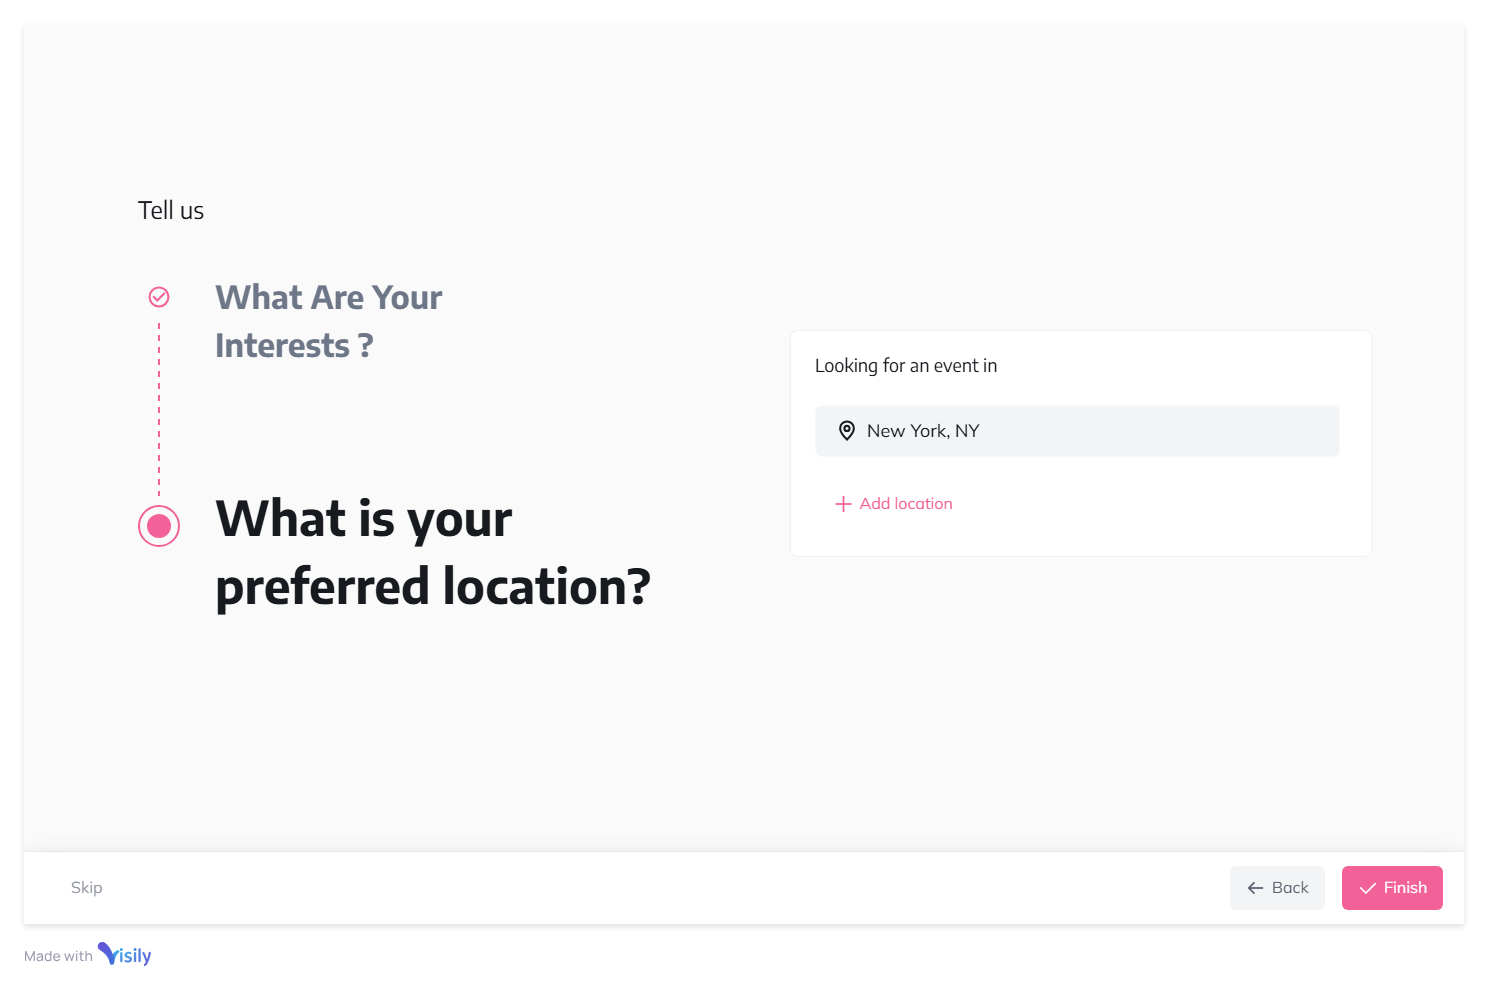 Tell us
What Are Your
Interests ?
What is your
preferred location?
Looking for an event in
New York, NY
Add location
Skip
Back
Finish
Made with Visily